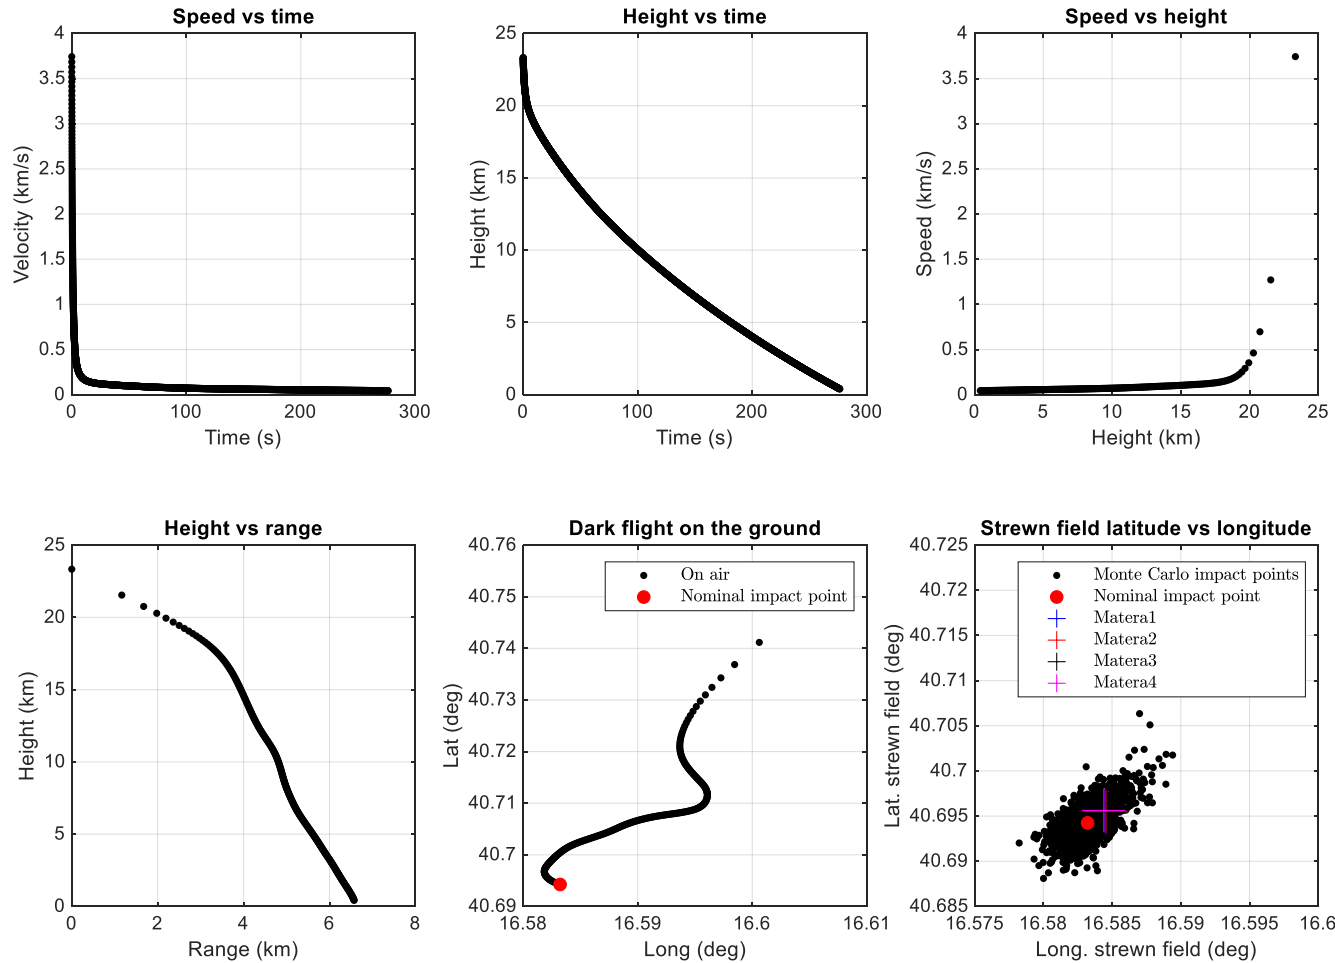 Speed vs time
4
3.5
3
2.5
2
1.5
1
0.5
0
0
100
200
300
Velocity (km/s)
Time (s)
Height vs time
25
20
15
10
5
0
0
100
200
300
Height (km)
Time (s)
Speed vs height
4
3.5
3
2.5
2
1.5
1
0.5
0
0
5
10
15
20
25
Speed (km/s)
Height (km)
Height vs range
25
20
15
10
5
0
0
2
4
6
8
Height (km)
Range (km)
Dark flight on the ground
40.76
40.75
40.74
40.73
40.72
40.71
40.7
40.69
16.58
16.59
16.6
16.61
Lat (deg)
Long (deg)
On air
Nominal impact point
Strewn field latitude vs longitude
40.725
40.72
40.715
40.71
40.705
40.7
40.695
40.69
40.685
16.575
16.58
16.585
16.59
16.595
16.6
Lat. strewn field (deg)
Long. strewn field (deg)
Monte Carlo impact points
Nominal impact point
Matera1
Matera2
Matera3
Matera4